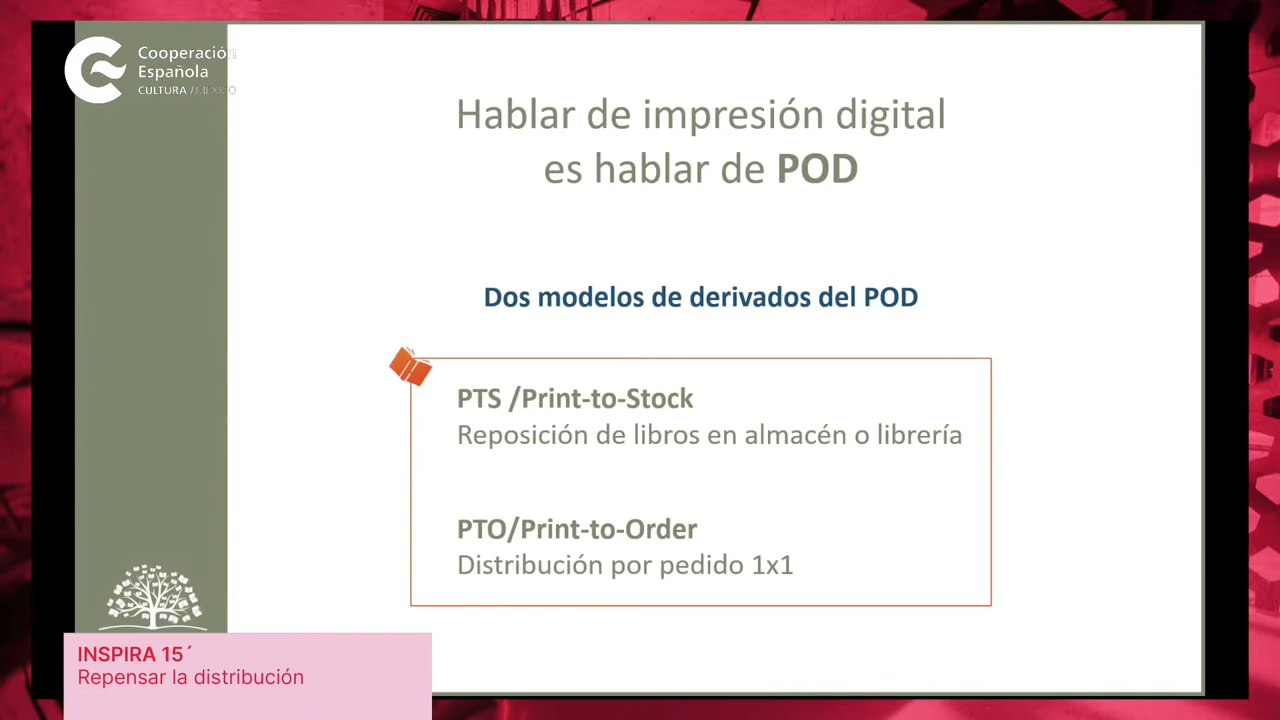 Cooperación
Española
CULTURA / MÉXICO
Hablar de impresión digital
es hablar de POD
Dos modelos de derivados del POD
PTS /Print-to-Stock
Reposición de libros en almacén o librería
PTO/Print-to-Order
Distribución por pedido 1x1
INSPIRA 15´
Repensar la distribución